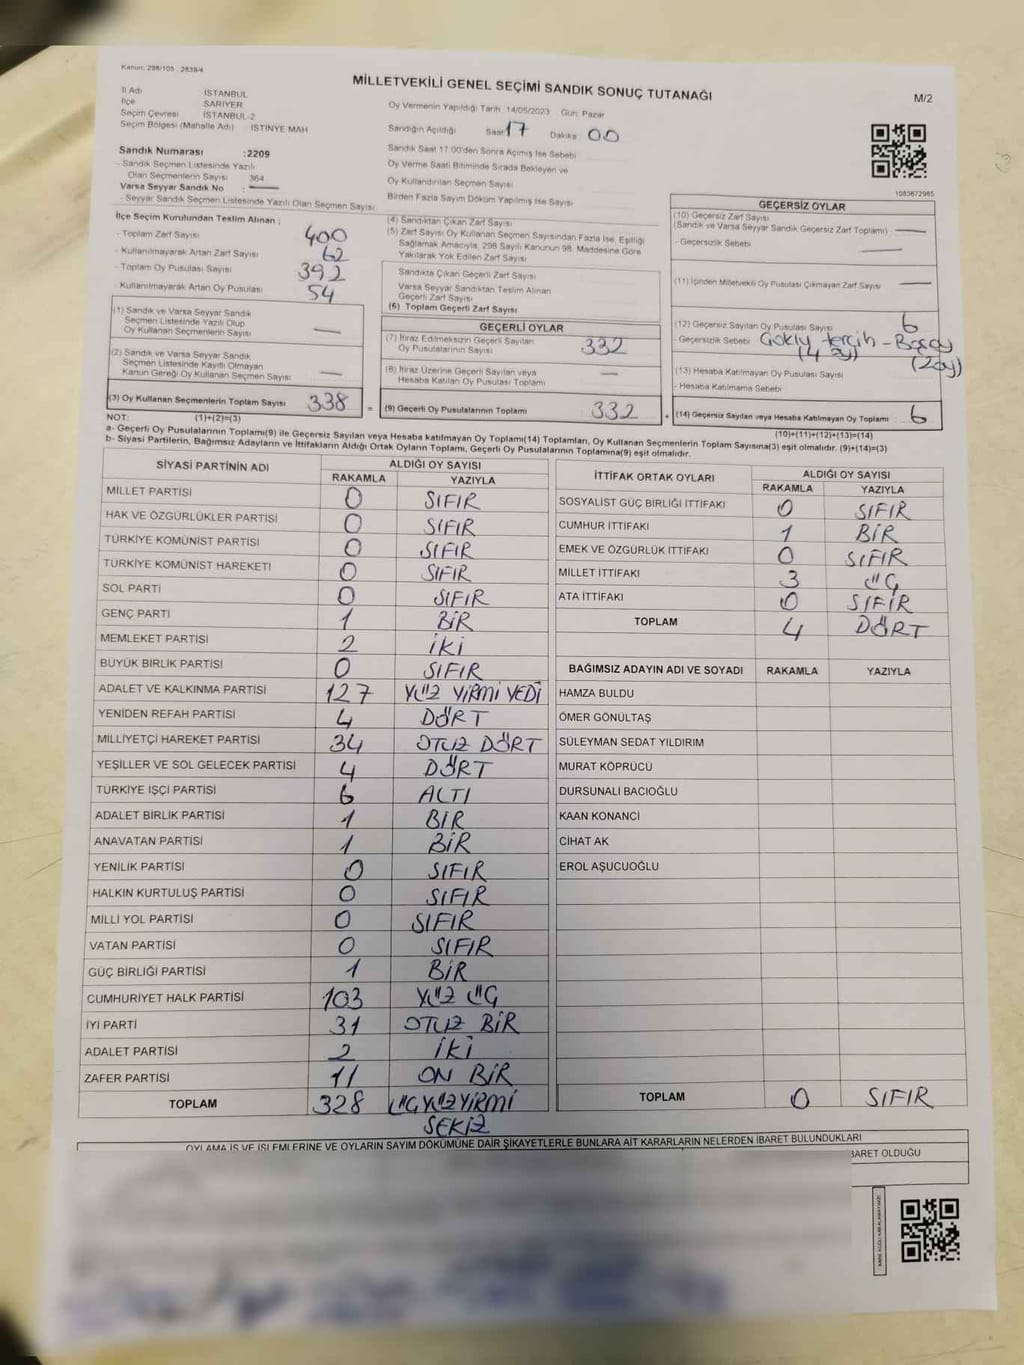 Kanun: 298/105 , 2839/4
MİLLETVEKİLİ GENEL SEÇİMİ SANDIK SONUÇ TUTANAĞI
M/2
İl Adı İSTANBUL
İlçe SARIYER
Seçim Çevresi İSTANBUL-2
Seçim Bölgesi (Mahalle Adı) İSTİNYE MAH
Oy Vermenin Yapıldığı Tarih 14/05/2023 Gün: Pazar
Sandığın Açıldığı Saat 17 Dakika 00
Sandık Saat 17:00'den Sonra Açılmış İse Sebebi
Oy Verme Saati Bitiminde Sırada Bekleyen ve
Oy Kullandırılan Seçmen Sayısı
Birden Fazla Sayım Döküm Yapılmış İse Sayısı
1083672985
Sandık Numarası :2209
- Sandık Seçmen Listesinde Yazılı
Olan Seçmenlerin Sayısı 364
Varsa Seyyar Sandık No :
- Seyyar Sandık Seçmen Listesinde Yazılı Olan Seçmen Sayısı
İlçe Seçim Kurulundan Teslim Alınan :
- Toplam Zarf Sayısı 400
- Kullanılmayarak Artan Zarf Sayısı 62
- Toplam Oy Pusulası Sayısı 392
- Kullanılmayarak Artan Oy Pusulası 54
(4) Sandıktan Çıkan Zarf Sayısı
(5) Zarf Sayısı Oy Kullanan Seçmen Sayısından Fazla İse, Eşitliği
Sağlamak Amacıyla, 298 Sayılı Kanunun 98. Maddesine Göre
Yakılarak Yok Edilen Zarf Sayısı
Sandıkta Çıkan Geçerli Zarf Sayısı
Varsa Seyyar Sandıktan Teslim Alınan
Geçerli Zarf Sayısı
(6) Toplam Geçerli Zarf Sayısı
GEÇERSİZ OYLAR
(10) Geçersiz Zarf Sayısı
(Sandık ve Varsa Seyyar Sandık Geçersiz Zarf Toplamı)
- Geçersizlik Sebebi
(11) İçinden Milletvekili Oy Pusulası Çıkmayan Zarf Sayısı
(12) Geçersiz Sayılan Oy Pusulası Sayısı 6
- Geçersizlik Sebebi Çoklu tercih - Boş oy
(4 oy) (2 oy)
(13) Hesaba Katılmayan Oy Pusulası Sayısı
- Hesaba Katılmama Sebebi
(14) Geçersiz Sayılan veya Hesaba Katılmayan Oy Toplamı 6
(10)+(11)+(12)+(13)=(14)
(1) Sandık ve Varsa Seyyar Sandık
Seçmen Listesinde Yazılı Olup
Oy Kullanan Seçmenlerin Sayısı
(2) Sandık ve Varsa Seyyar Sandık
Seçmen Listesinde Kayıtlı Olmayan
Kanun Gereği Oy Kullanan Seçmen Sayısı
(3) Oy Kullanan Seçmenlerin Toplam Sayısı 338 =
GEÇERLİ OYLAR
(7) İtiraz Edilmeksizin Geçerli Sayılan
Oy Pusulalarının Sayısı 332
(8) İtiraz Üzerine Geçerli Sayılan veya
Hesaba Katılan Oy Pusulası Toplamı
(9) Geçerli Oy Pusulalarının Toplamı 332 +
NOT: (1)+(2)=(3)
a- Geçerli Oy Pusulalarının Toplamı(9) ile Geçersiz Sayılan veya Hesaba katılmayan Oy Toplamı(14) Toplamları, Oy Kullanan Seçmenlerin Toplam Sayısına(3) eşit olmalıdır. (9)+(14)=(3)
b- Siyasi Partilerin, Bağımsız Adayların ve İttifakların Aldığı Ortak Oyların Toplamı, Geçerli Oy Pusulalarının Toplamına(9) eşit olmalıdır.
SİYASİ PARTİNİN ADI ALDIĞI OY SAYISI
RAKAMLA YAZIYLA
MİLLET PARTİSİ 0 SIFIR
HAK VE ÖZGÜRLÜKLER PARTİSİ 0 SIFIR
TÜRKİYE KOMÜNİST PARTİSİ 0 SIFIR
TÜRKİYE KOMÜNİST HAREKETİ 0 SIFIR
SOL PARTİ 0 SIFIR
GENÇ PARTİ 1 BİR
MEMLEKET PARTİSİ 2 İKİ
BÜYÜK BİRLİK PARTİSİ 0 SIFIR
ADALET VE KALKINMA PARTİSİ 127 YÜZ YİRMİ YEDİ
YENİDEN REFAH PARTİSİ 4 DÖRT
MİLLİYETÇİ HAREKET PARTİSİ 34 OTUZ DÖRT
YEŞİLLER VE SOL GELECEK PARTİSİ 4 DÖRT
TÜRKİYE İŞÇİ PARTİSİ 6 ALTI
ADALET BİRLİK PARTİSİ 1 BİR
ANAVATAN PARTİSİ 1 BİR
YENİLİK PARTİSİ 0 SIFIR
HALKIN KURTULUŞ PARTİSİ 0 SIFIR
MİLLİ YOL PARTİSİ 0 SIFIR
VATAN PARTİSİ 0 SIFIR
GÜÇ BİRLİĞİ PARTİSİ 1 BİR
CUMHURİYET HALK PARTİSİ 103 YÜZ ÜÇ
İYİ PARTİ 31 OTUZ BİR
ADALET PARTİSİ 2 İKİ
ZAFER PARTİSİ 11 ON BİR
TOPLAM 328 ÜÇ YÜZ YİRMİ
SEKİZ
İTTİFAK ORTAK OYLARI ALDIĞI OY SAYISI
RAKAMLA YAZIYLA
SOSYALİST GÜÇ BİRLİĞİ İTTİFAKI 0 SIFIR
CUMHUR İTTİFAKI 1 BİR
EMEK VE ÖZGÜRLÜK İTTİFAKI 0 SIFIR
MİLLET İTTİFAKI 3 ÜÇ
ATA İTTİFAKI 0 SIFIR
TOPLAM 4 DÖRT
BAĞIMSIZ ADAYIN ADI VE SOYADI RAKAMLA YAZIYLA
HAMZA BULDU
ÖMER GÖNÜLTAŞ
SÜLEYMAN SEDAT YILDIRIM
MURAT KÖPRÜCÜ
DURSUNALİ BACIOĞLU
KAAN KONANCİ
CİHAT AK
EROL AŞUCUOĞLU
TOPLAM 0 SIFIR
OYLAMA İŞ VE İŞLEMLERİNE VE OYLARIN SAYIM DÖKÜMÜNE DAİR ŞİKAYETLERLE BUNLARA AİT KARARLARIN NELERDEN İBARET BULUNDUKLARI
BARET OLDUĞU